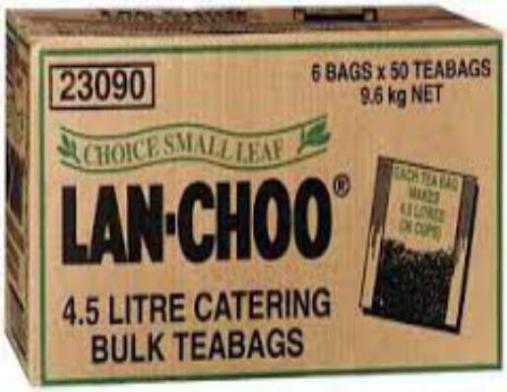 23090
6 BAGS x 50 TEABAGS
9.6 kg NET
CHOICE SMALL LEAF
LAN-CHOO®
EACH TEA BAG
MAKES
4.5 LITRES
(36 CUPS)
4.5 LITRE CATERING
BULK TEABAGS